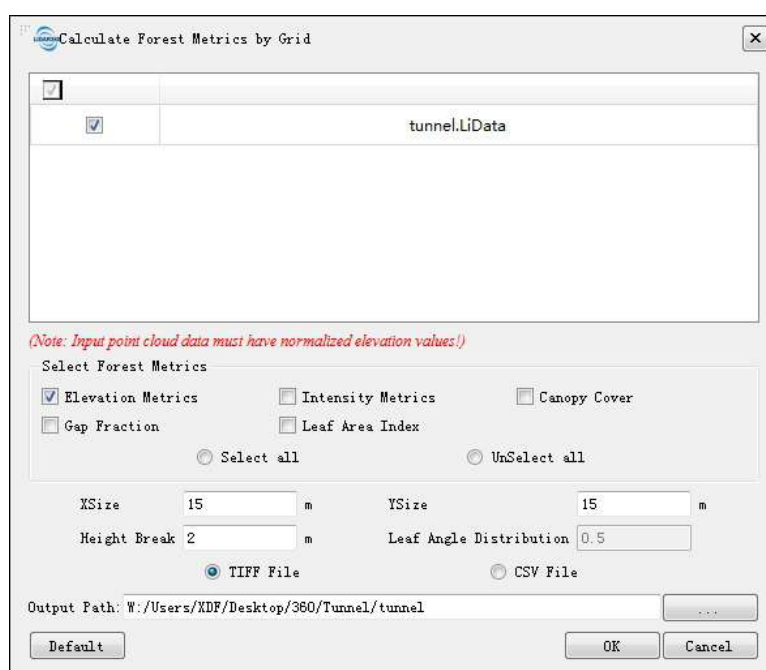 Calculate Forest Metrics by Grid
tunnel.LiData
(Note: Input point cloud data must have normalized elevation values!)
Select Forest Metrics
Elevation Metrics Intensity Metrics Canopy Cover
Gap Fraction Leaf Area Index
Select all UnSelect all
XSize 15 m YSize 15 m
Height Break 2 m Leaf Angle Distribution 0.5
TIFF File CSV File
Output Path: W:/Users/XDF/Desktop/360/Tunnel/tunnel ...
Default OK Cancel